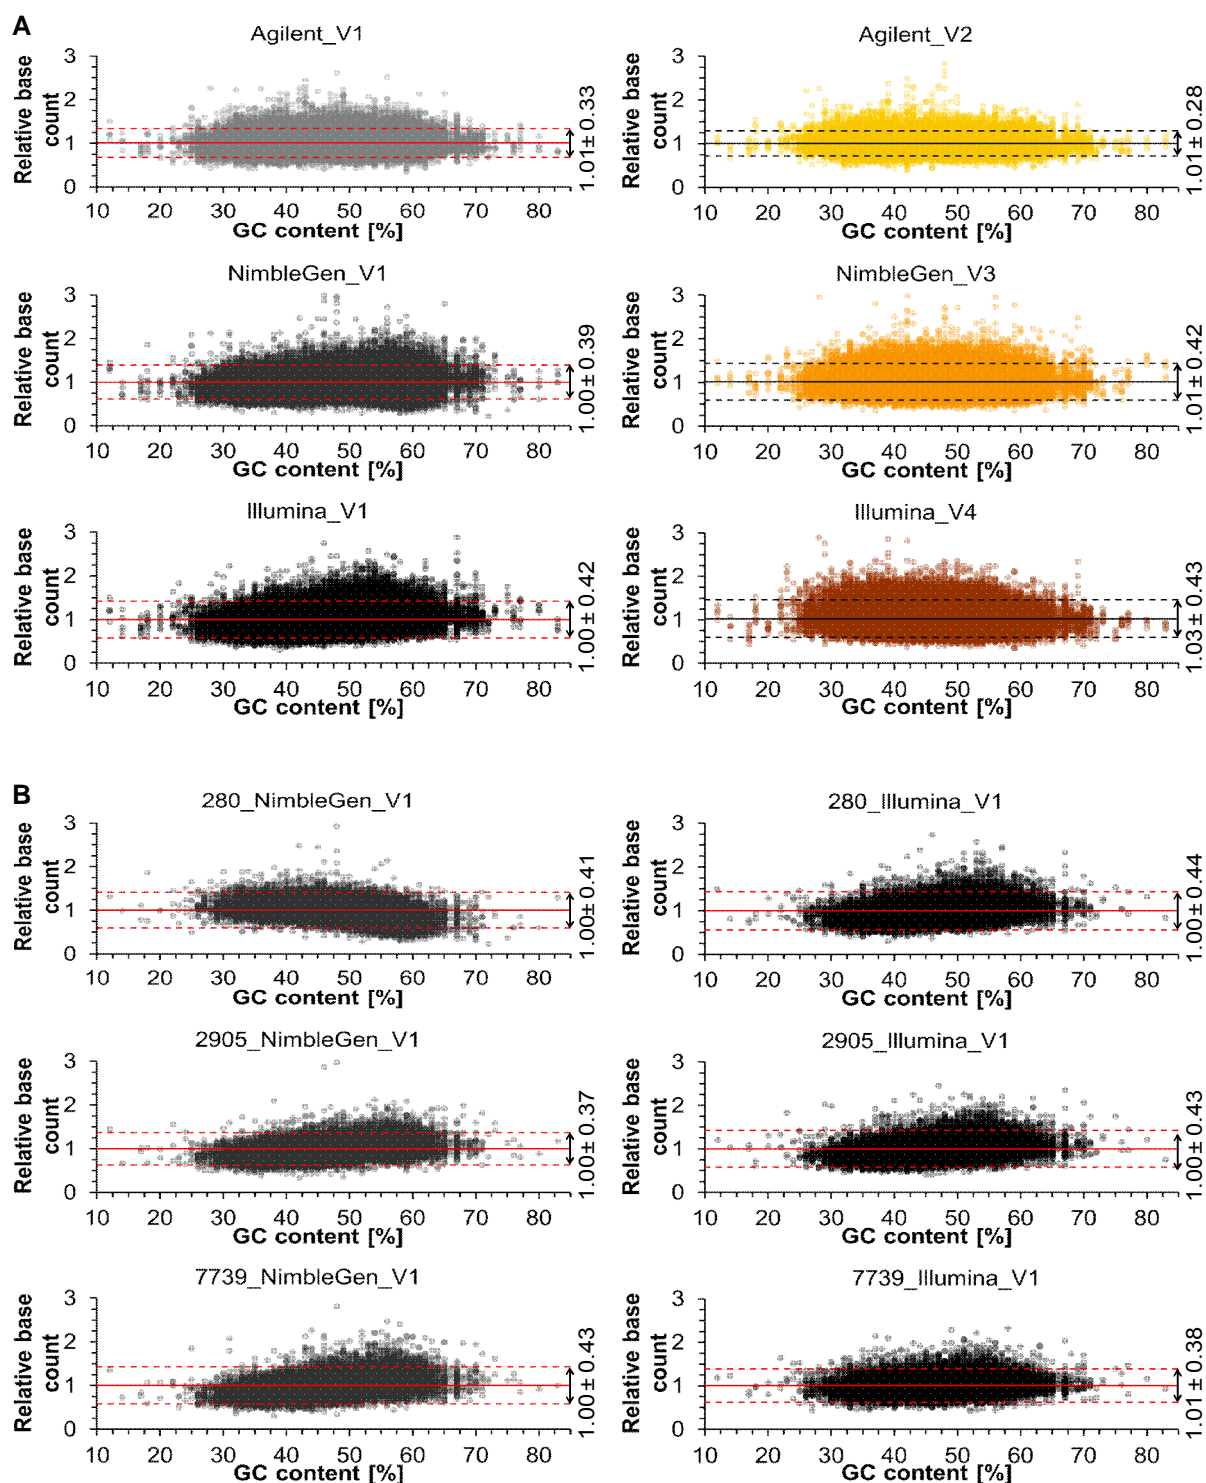 A
Agilent_V1
Relative base
count
3
2
1
0
10 20 30 40 50 60 70 80
GC content [%]
1.01± 0.33
Agilent_V2
Relative base
count
3
2
1
0
10 20 30 40 50 60 70 80
GC content [%]
1.01± 0.28
NimbleGen_V1
Relative base
count
3
2
1
0
10 20 30 40 50 60 70 80
GC content [%]
1.00± 0.39
NimbleGen_V3
Relative base
count
3
2
1
0
10 20 30 40 50 60 70 80
GC content [%]
1.01± 0.42
Illumina_V1
Relative base
count
3
2
1
0
10 20 30 40 50 60 70 80
GC content [%]
1.00± 0.42
Illumina_V4
Relative base
count
3
2
1
0
10 20 30 40 50 60 70 80
GC content [%]
1.03± 0.43
B
280_NimbleGen_V1
Relative base
count
3
2
1
0
10 20 30 40 50 60 70 80
GC content [%]
1.00± 0.41
280_Illumina_V1
Relative base
count
3
2
1
0
10 20 30 40 50 60 70 80
GC content [%]
1.00± 0.44
2905_NimbleGen_V1
Relative base
count
3
2
1
0
10 20 30 40 50 60 70 80
GC content [%]
1.00± 0.37
2905_Illumina_V1
Relative base
count
3
2
1
0
10 20 30 40 50 60 70 80
GC content [%]
1.00± 0.43
7739_NimbleGen_V1
Relative base
count
3
2
1
0
10 20 30 40 50 60 70 80
GC content [%]
1.00± 0.43
7739_Illumina_V1
Relative base
count
3
2
1
0
10 20 30 40 50 60 70 80
GC content [%]
1.01± 0.38